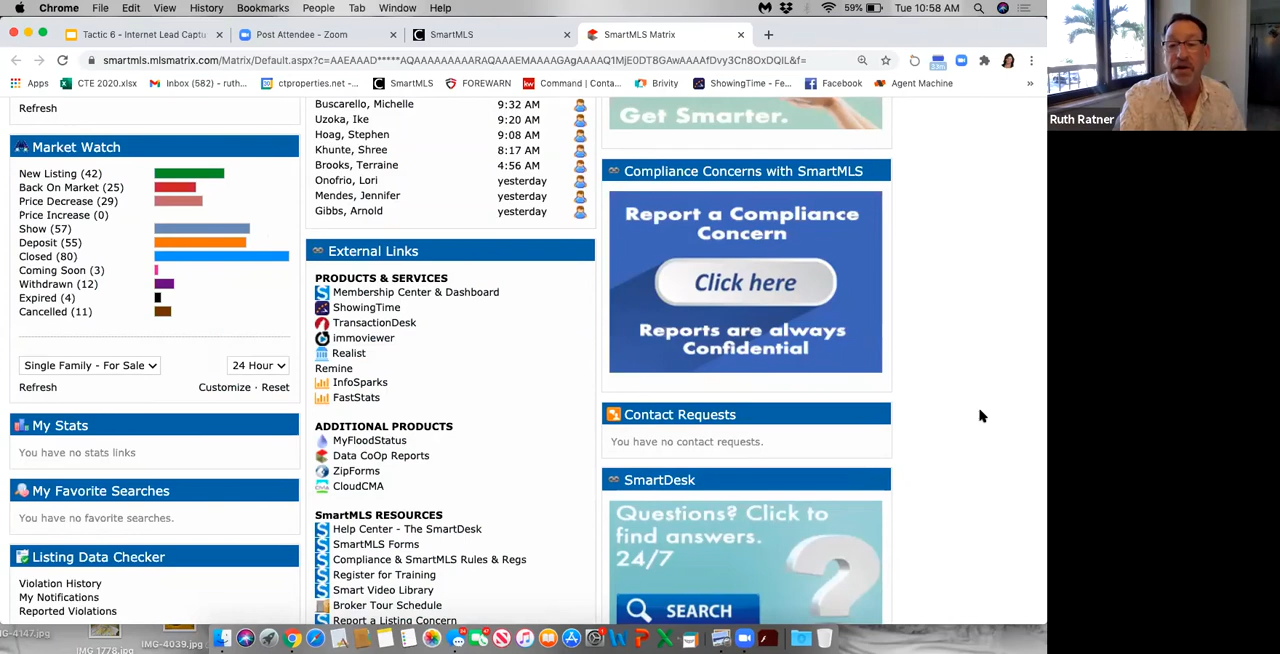 Chrome File Edit View History Bookmarks People Tab Window Help
59% Tue 10:58 AM
Tactic 6 - Internet Lead Captu
Post Attendee - Zoom
SmartMLS
SmartMLS Matrix
Apps
CTE 2020.xlsx
Inbox (582) - ruth
ctproperties.net -...
SmartMLS
FOREWARN
Command | Conta...
Brivity
ShowingTime - Fe...
Facebook
Agent Machine
Refresh
Market Watch
New Listing (42)
Back On Market (25)
Price Decrease (29)
Price Increase (0)
Show (57)
Deposit (55)
Closed (80)
Coming Soon (3)
Withdrawn (12)
Expired (4)
Cancelled (11)
Single Family - For Sale
24 Hour
Refresh
Customize · Reset
My Stats
You have no stats links
My Favorite Searches
You have no favorite searches.
Listing Data Checker
Violation History
My Notifications
Reported Violations
Buscarello, Michelle 9:32 AM
Uzoka, Ike 9:20 AM
Hoag, Stephen 9:08 AM
Khunte, Shree 8:17 AM
Brooks, Terraine 4:56 AM
Onofrio, Lori yesterday
Mendes, Jennifer yesterday
Gibbs, Arnold yesterday
External Links
PRODUCTS & SERVICES
Membership Center & Dashboard
ShowingTime
TransactionDesk
immoviewer
Realist
Remine
InfoSparks
FastStats
ADDITIONAL PRODUCTS
MyFloodStatus
Data CoOp Reports
ZipForms
CloudCMA
SmartMLS RESOURCES
Help Center - The SmartDesk
SmartMLS Forms
Compliance & SmartMLS Rules & Regs
Register for Training
Smart Video Library
Broker Tour Schedule
Report a Listing Concern
Get Smarter.
Compliance Concerns with SmartMLS
Report a Compliance
Concern
Click here
Reports are always
Confidential
Contact Requests
You have no contact requests.
SmartDesk
Questions? Click to
find answers.
24/7
SEARCH
Ruth Ratner
IMG_1778.jpg
IMG-4039.jpg